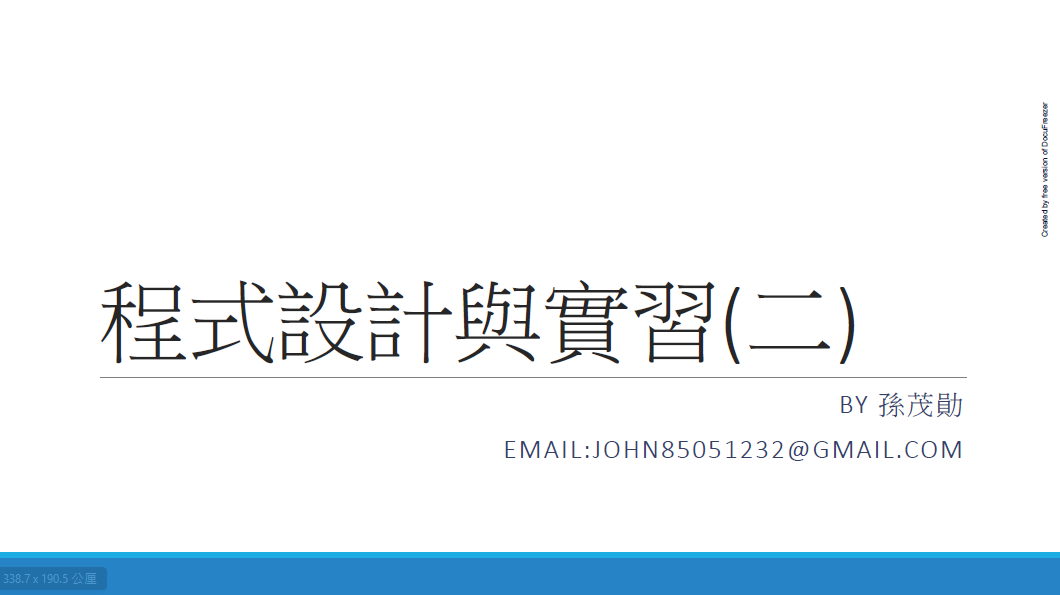 程式設計與實習(二)
BY 孫茂勛
EMAIL:JOHN85051232@GMAIL.COM
Created by free version of DocuFreezer
338.7 x 190.5 公厘